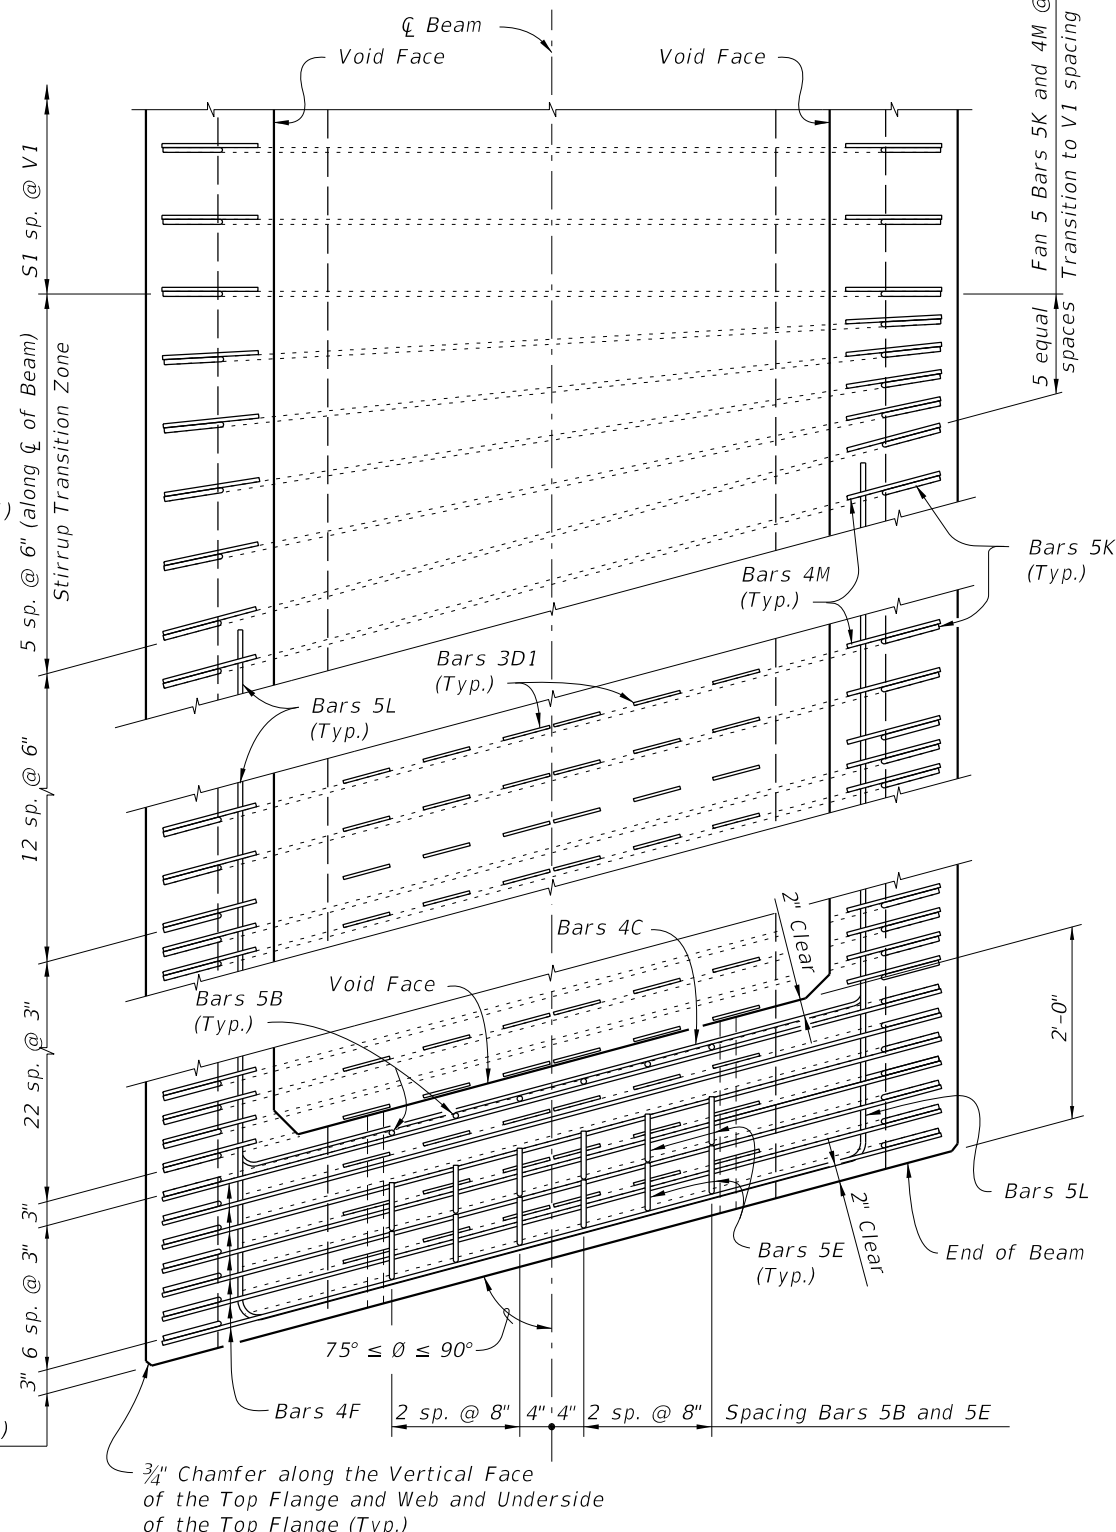 ℄ Beam
Void Face
Void Face
Fan 5 Bars 5K and 4M @
Transition to V1 spacing
5 equal
spaces
S1 sp. @ V1
5 sp. @ 6" (along ℄ of Beam)
Stirrup Transition Zone
)
Bars 5K
(Typ.)
Bars 4M
(Typ.)
Bars 3D1
(Typ.)
Bars 5L
(Typ.)
12 sp. @ 6"
2" Clear
Bars 4C
Void Face
Bars 5B
(Typ.)
2'-0"
22 sp. @ 3"
3"
6 sp. @ 3"
3"
Bars 5L
2" Clear
Bars 5E
(Typ.)
End of Beam
75° ≤ Ø ≤ 90°
Bars 4F
2 sp. @ 8" 4" 4" 2 sp. @ 8" Spacing Bars 5B and 5E
)
¾" Chamfer along the Vertical Face
of the Top Flange and Web and Underside
of the Top Flange (Typ.)